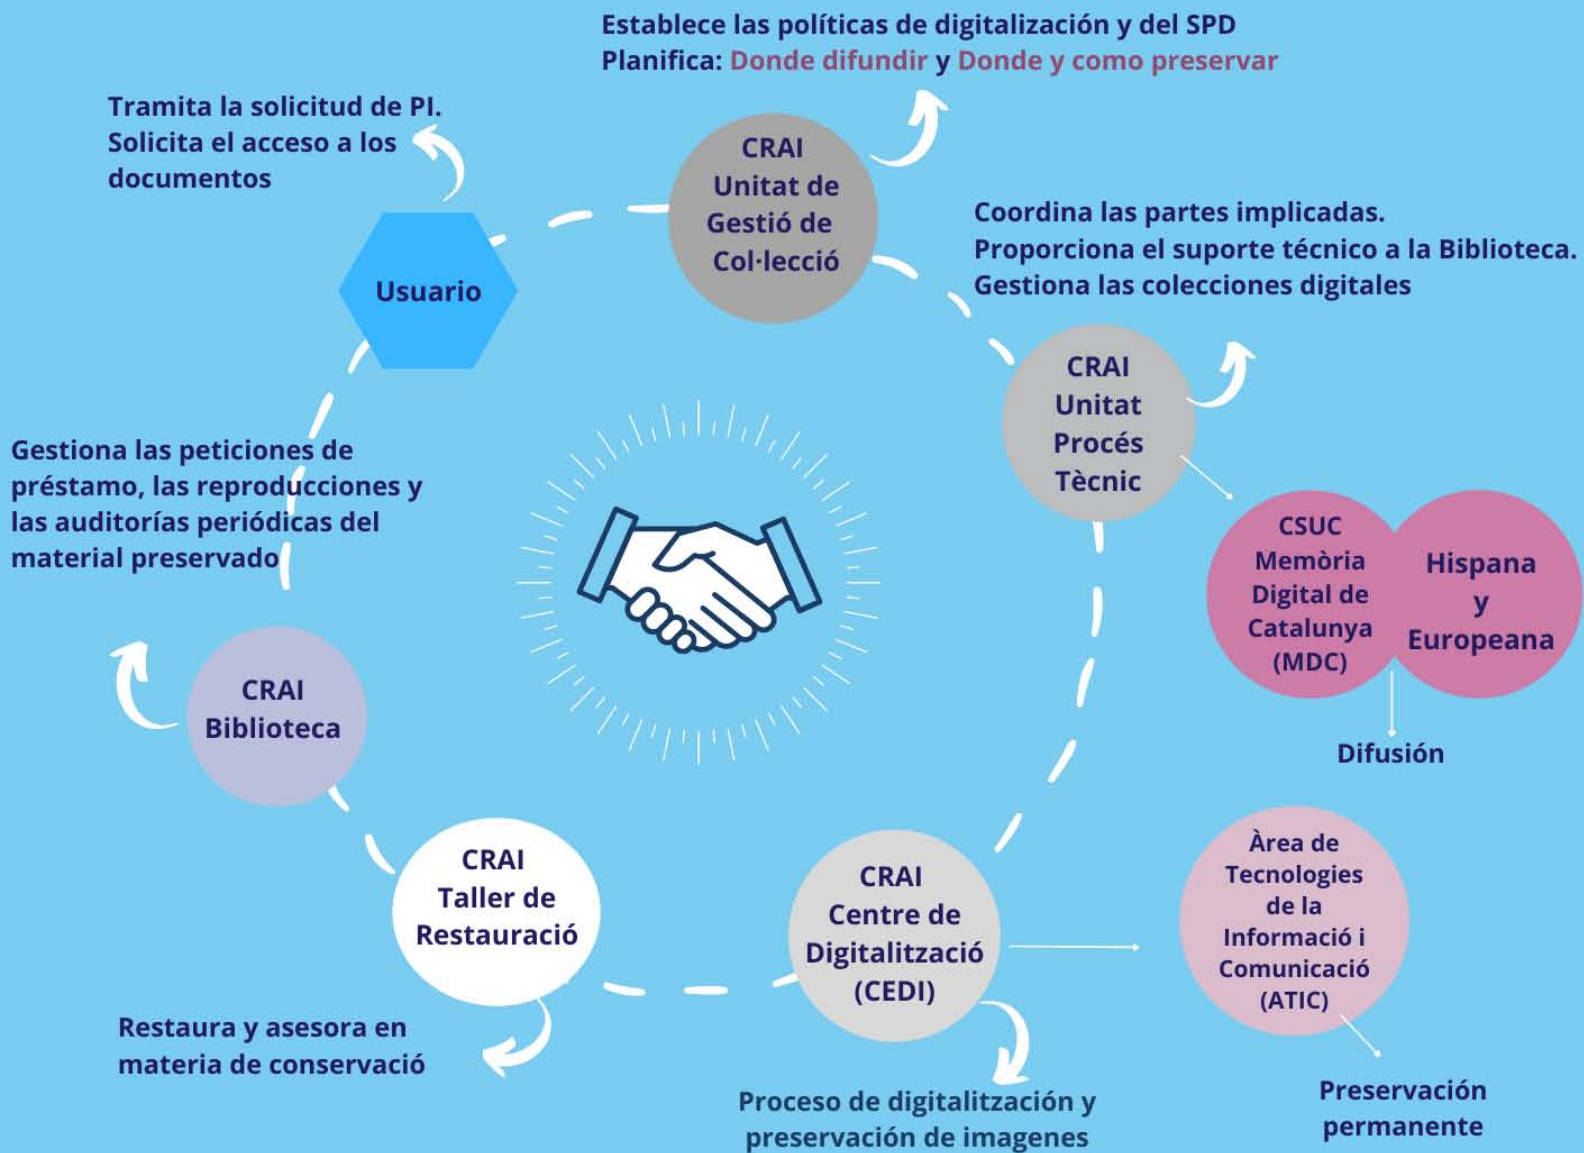 Establece las políticas de digitalización y del SPD
Planifica: Donde difundir y Donde y como preservar
Tramita la solicitud de PI.
Solicita el acceso a los
documentos
CRAI
Unitat de
Gestió de
Col·lecció
Usuario
Coordina las partes implicadas.
Proporciona el suporte técnico a la Biblioteca.
Gestiona las colecciones digitales
CRAI
Unitat
Procés
Tècnic
Gestiona las peticiones de
préstamo, las reproducciones y
las auditorías periódicas del
material preservado
CSUC
Memòria
Digital de
Catalunya
(MDC)
Hispana
y
Europeana
Difusión
CRAI
Biblioteca
CRAI
Taller de
Restauració
CRAI
Centre de
Digitalització
(CEDI)
Àrea de
Tecnologies
de la
Informació i
Comunicació
(ATIC)
Restaura y asesora en
materia de conservació
Proceso de digitalitzación y
preservación de imagenes
Preservación
permanente